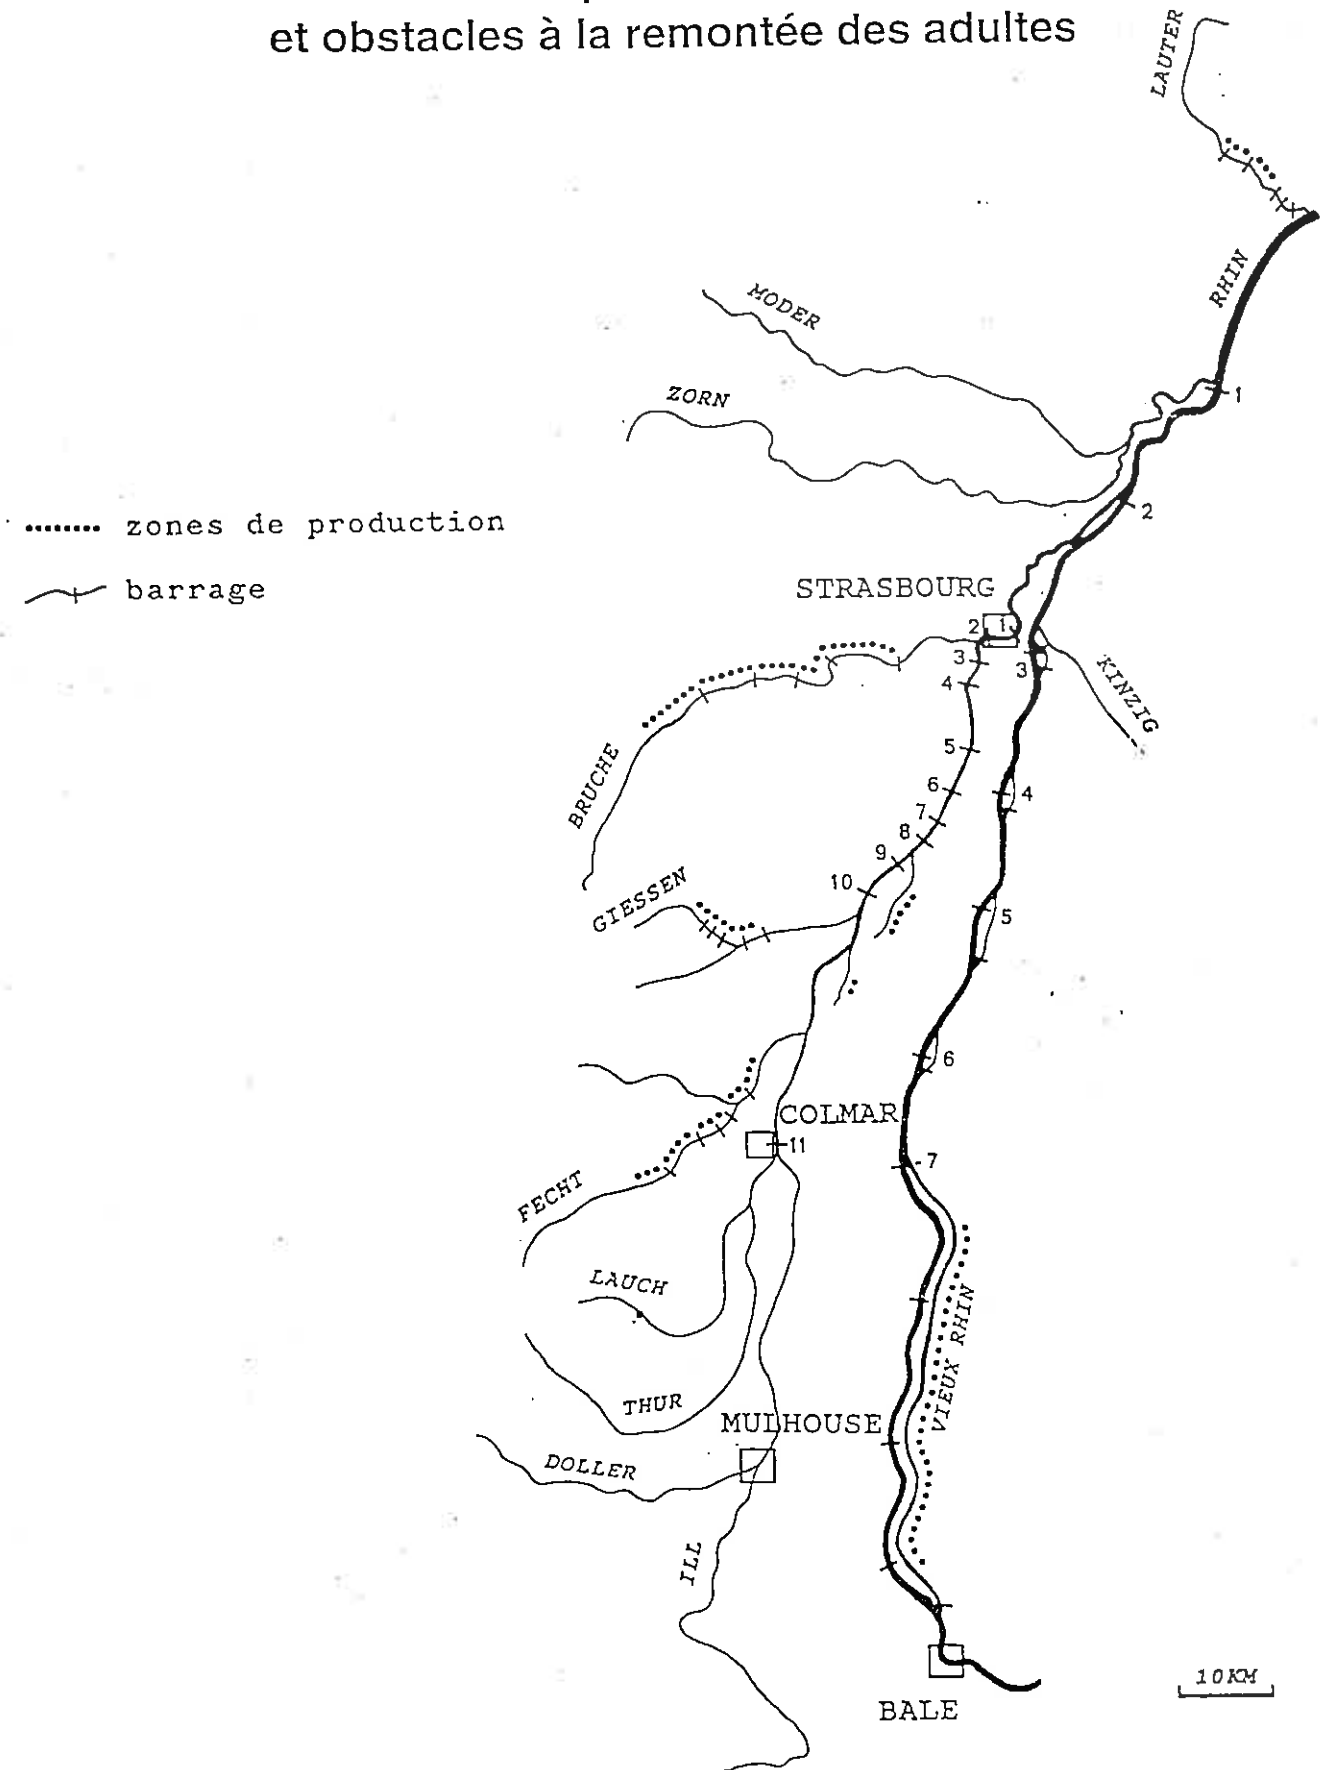 et obstacles à la remontée des adultes
LAUTER
RHIN
MODER
1
ZORN
2
zones de production
barrage
STRASBOURG
2
1
3
3
4
KINZIG
5
BRUCHE
6
4
7
8
9
10
GIESSEN
5
6
COLMAR
11
7
FECHT
LAUCH
VIEUX RHIN
THUR
MULHOUSE
DOLLER
ILL
10KM
BALE